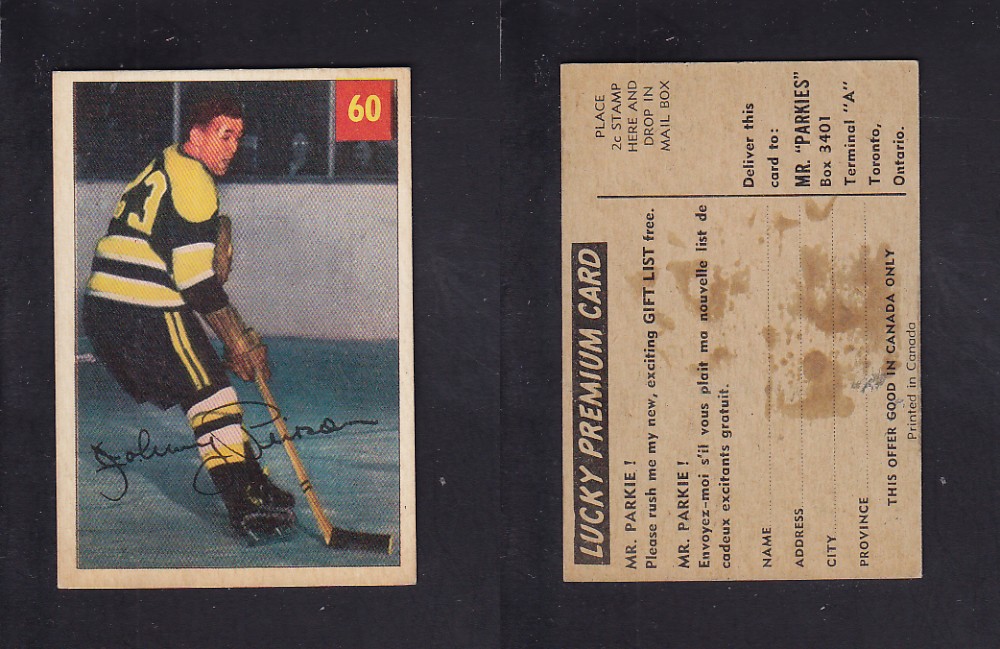 60
23
Johnny Peirson
LUCKY PREMIUM CARD
MR. PARKIE !
Please rush me my new, exciting GIFT LIST free.
MR. PARKIE !
Envoyez-moi s'il vous plait ma nouvelle list de
cadeux excitants gratuit.
NAME
ADDRESS
CITY
PROVINCE
THIS OFFER GOOD IN CANADA ONLY
Printed in Canada
PLACE
2c STAMP
HERE AND
DROP IN
MAIL BOX
Deliver this
card to:
MR. "PARKIES"
Box 3401
Terminal "A"
Toronto,
Ontario.